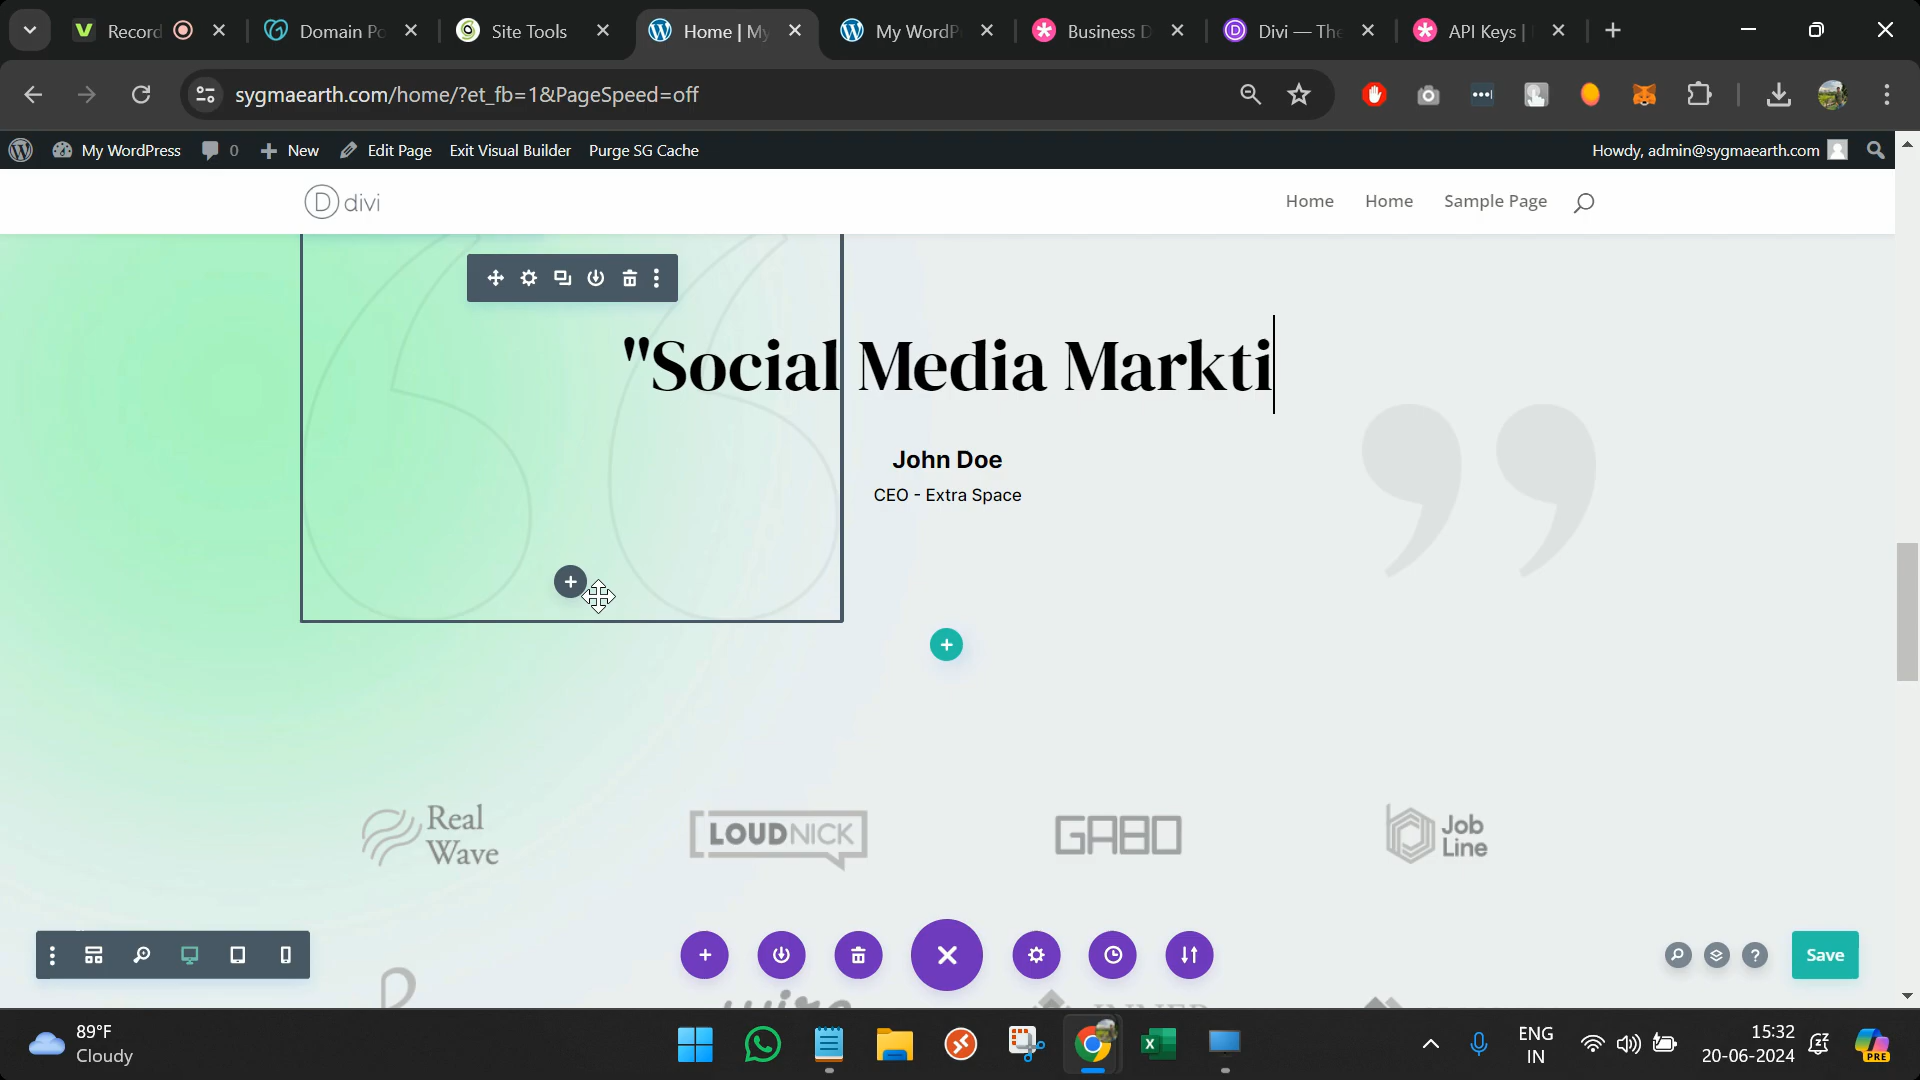 Record
Domain Po
Site Tools
Home | My
My WordP
Business D
Divi — The
API Keys |
sygmaearth.com/home/?et_fb=1&PageSpeed=off
My WordPress 0 New Edit Page Exit Visual Builder Purge SG Cache Howdy, admin@sygmaearth.com
D divi Home Home Sample Page
"Social Media Markti
John Doe
CEO - Extra Space
Real
Wave
LOUDNICK
GABO
Job
Line
Save
89°F
Cloudy
ENG
IN
15:32
20-06-2024
PRE